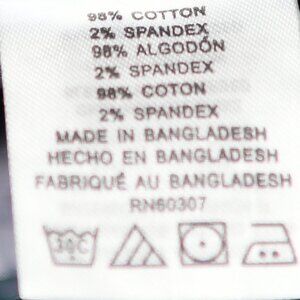 98% COTTON
2% SPANDEX
98% ALGODÓN
2% SPANDEX
98% COTON
2% SPANDEX
MADE IN BANGLADESH
HECHO EN BANGLADESH
FABRIQUÉ AU BANGLADESH
RN60307